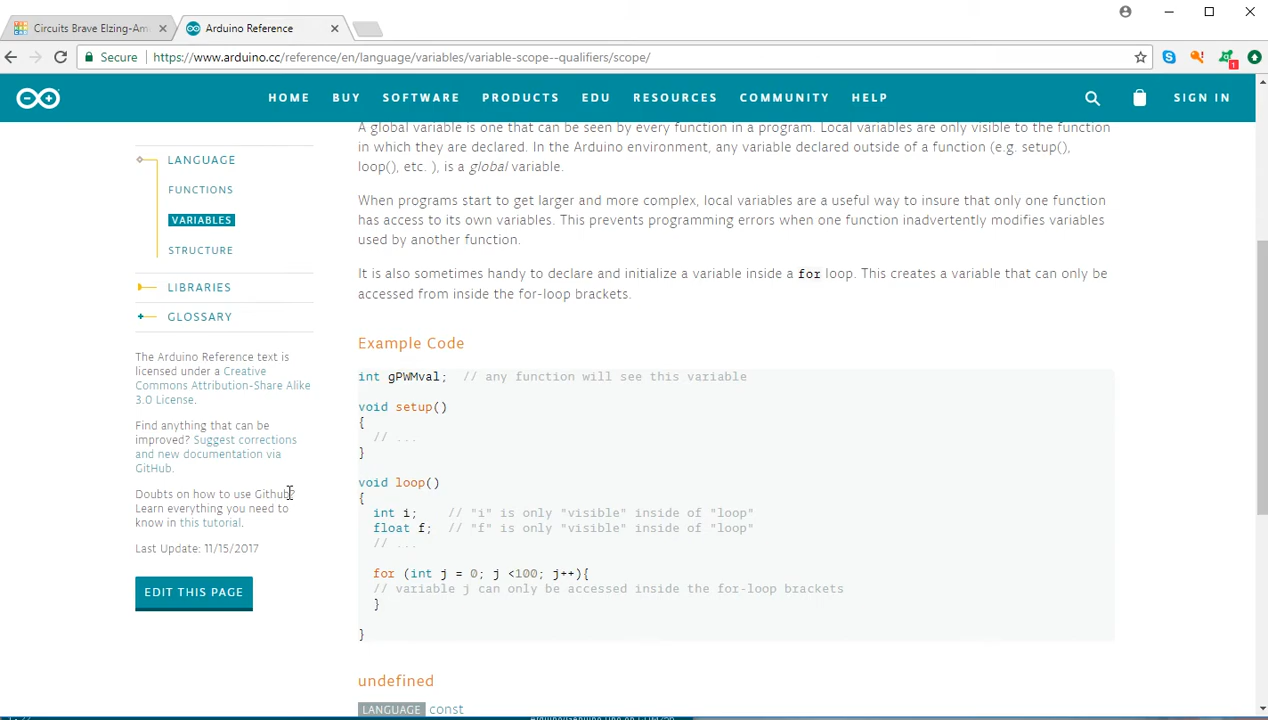 Circuits Brave Elzing-Am
Arduino Reference
Secure
https://www.arduino.cc/reference/en/language/variables/variable-scope--qualifiers/scope/
1
HOME BUY SOFTWARE PRODUCTS EDU RESOURCES COMMUNITY HELP SIGN IN
LANGUAGE
FUNCTIONS
VARIABLES
STRUCTURE
LIBRARIES
GLOSSARY
The Arduino Reference text is
licensed under a Creative
Commons Attribution-Share Alike
3.0 License.
Find anything that can be
improved? Suggest corrections
and new documentation via
GitHub.
Doubts on how to use Github?
Learn everything you need to
know in this tutorial.
Last Update: 11/15/2017
EDIT THIS PAGE
A global variable is one that can be seen by every function in a program. Local variables are only visible to the function
in which they are declared. In the Arduino environment, any variable declared outside of a function (e.g. setup(),
loop(), etc. ), is a global variable.
When programs start to get larger and more complex, local variables are a useful way to insure that only one function
has access to its own variables. This prevents programming errors when one function inadvertently modifies variables
used by another function.
It is also sometimes handy to declare and initialize a variable inside a for loop. This creates a variable that can only be
accessed from inside the for-loop brackets.
Example Code
int gPWMval; // any function will see this variable
void setup()
{
// ...
}
void loop()
{
int i; // "i" is only "visible" inside of "loop"
float f; // "f" is only "visible" inside of "loop"
// ...
for (int j = 0; j <100; j++){
// variable j can only be accessed inside the for-loop brackets
}
}
undefined
LANGUAGE const